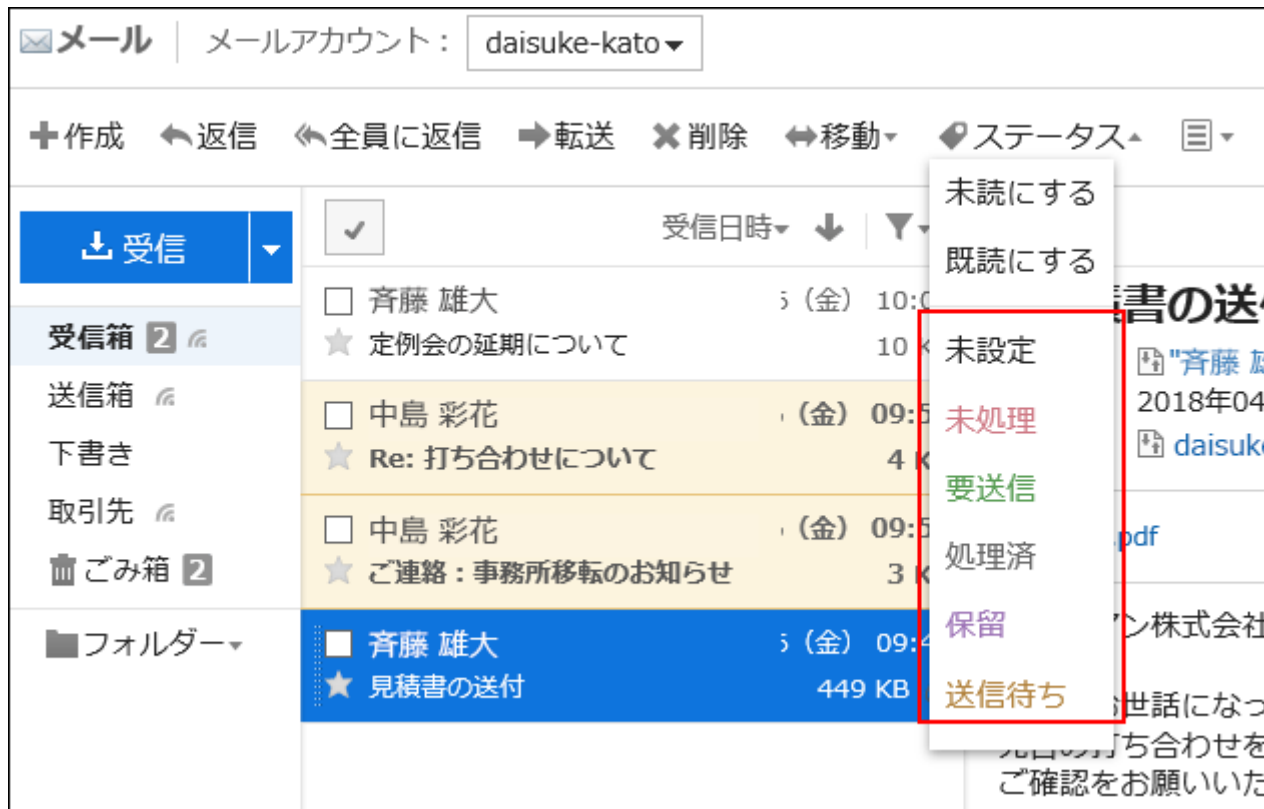 メール メールアカウント： daisuke-kato
作成 返信 全員に返信 転送 削除 移動 ステータス
未読にする
既読にする
未設定
未処理
要送信
処理済
保留
送信待ち
受信
受信箱 2
送信箱
下書き
取引先
ごみ箱 2
フォルダー
受信日時
斉藤 雄大 （金） 10:
定例会の延期について 10
中島 彩花 （金） 09:5
Re: 打ち合わせについて 4 K
中島 彩花 （金） 09:5
ご連絡：事務所移転のお知らせ 3 K
斉藤 雄大 （金） 09:4
見積書の送付 449 KB
書の送
"斉藤
2018年04
daisuk
pdf
ン株式会社
世話になっ
の打ち合わせを
ご確認をお願いいた